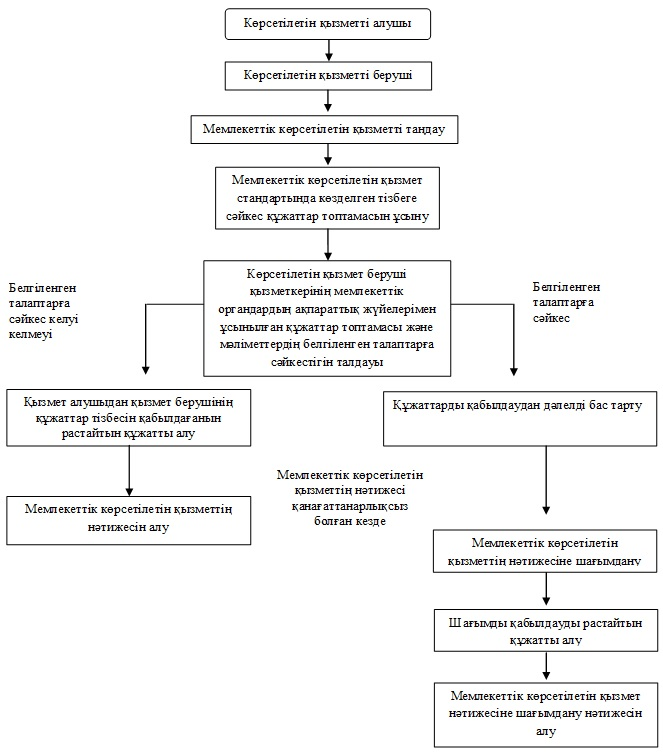 Көрсетілетін қызметті алушы
Көрсетілетін қызметті беруші
Мемлекеттік көрсетілетін қызметті таңдау
Мемлекеттік көрсетілетін қызмет
стандартында көзделген тізбеге
сәйкес құжаттар топтамасын ұсыну
Белгіленген
талаптарға
сәйкес келуі
келмеуі
Көрсетілетін қызмет беруші
қызметкерінің мемлекеттік
органдардың ақпараттық жүйелерімен
ұсынылған құжаттар топтамасы және
мәліметтердің белгіленген талаптарға
сәйкестігін талдауы
Белгіленген
талаптарға
сәйкес
Қызмет алушыдан қызмет берушінің
құжаттар тізбесін қабылдағанын
растайтын құжатты алу
Құжаттарды қабылдаудан дәлелді бас тарту
Мемлекеттік көрсетілетін қызметтің
нәтижесін алу
Мемлекеттік көрсетілетін
қызметтің нәтижесі
қанағаттанарлықсыз
болған кезде
Мемлекеттік көрсетілетін
қызметтің нәтижесіне шағымдану
Шағымды қабылдауды растайтын
құжатты алу
Мемлекеттік көрсетілетін қызмет
нәтижесіне шағымдану нәтижесін
алу